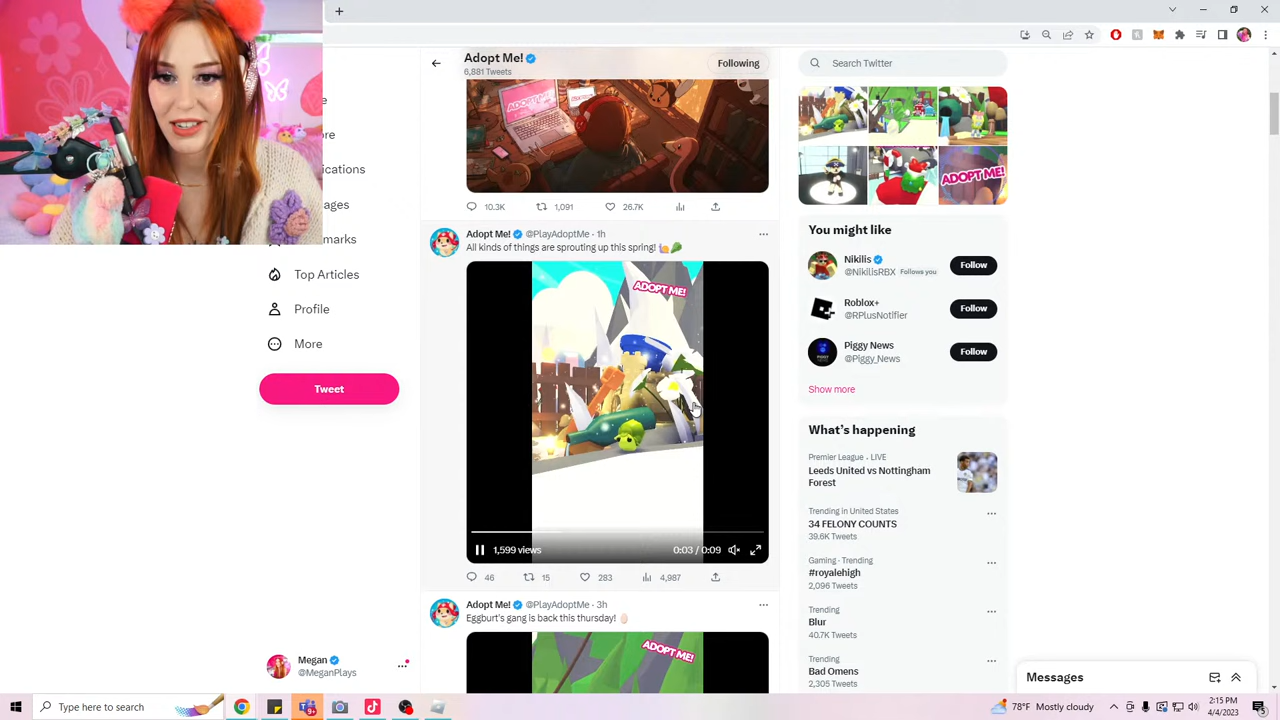 Adopt Me!
6,881 Tweets
Following
Search Twitter
ADOPT ME!
10.3K
1,091
26.7K
ADOPT ME!
Adopt Me! @PlayAdoptMe · 1h
All kinds of things are sprouting up this spring!
ADOPT ME!
1,599 views
0:03 / 0:09
46
15
283
4,987
Adopt Me! @PlayAdoptMe · 3h
Eggburt's gang is back this thursday!
ADOPT ME!
ications
ages
marks
Top Articles
Profile
More
Tweet
Megan
@MeganPlays
You might like
Nikilis
@NikilisRBX Follows you
Follow
Roblox+
@RPlusNotifier
Follow
Piggy News
@Piggy_News
Follow
Show more
What's happening
Premier League · LIVE
Leeds United vs Nottingham
Forest
Trending in United States
34 FELONY COUNTS
39.6K Tweets
Gaming · Trending
#royalehigh
2,096 Tweets
Trending
Blur
40.7K Tweets
Trending
Bad Omens
2,305 Tweets
Messages
Type here to search
9+
78°F Mostly cloudy
2:15 PM
4/4/2023